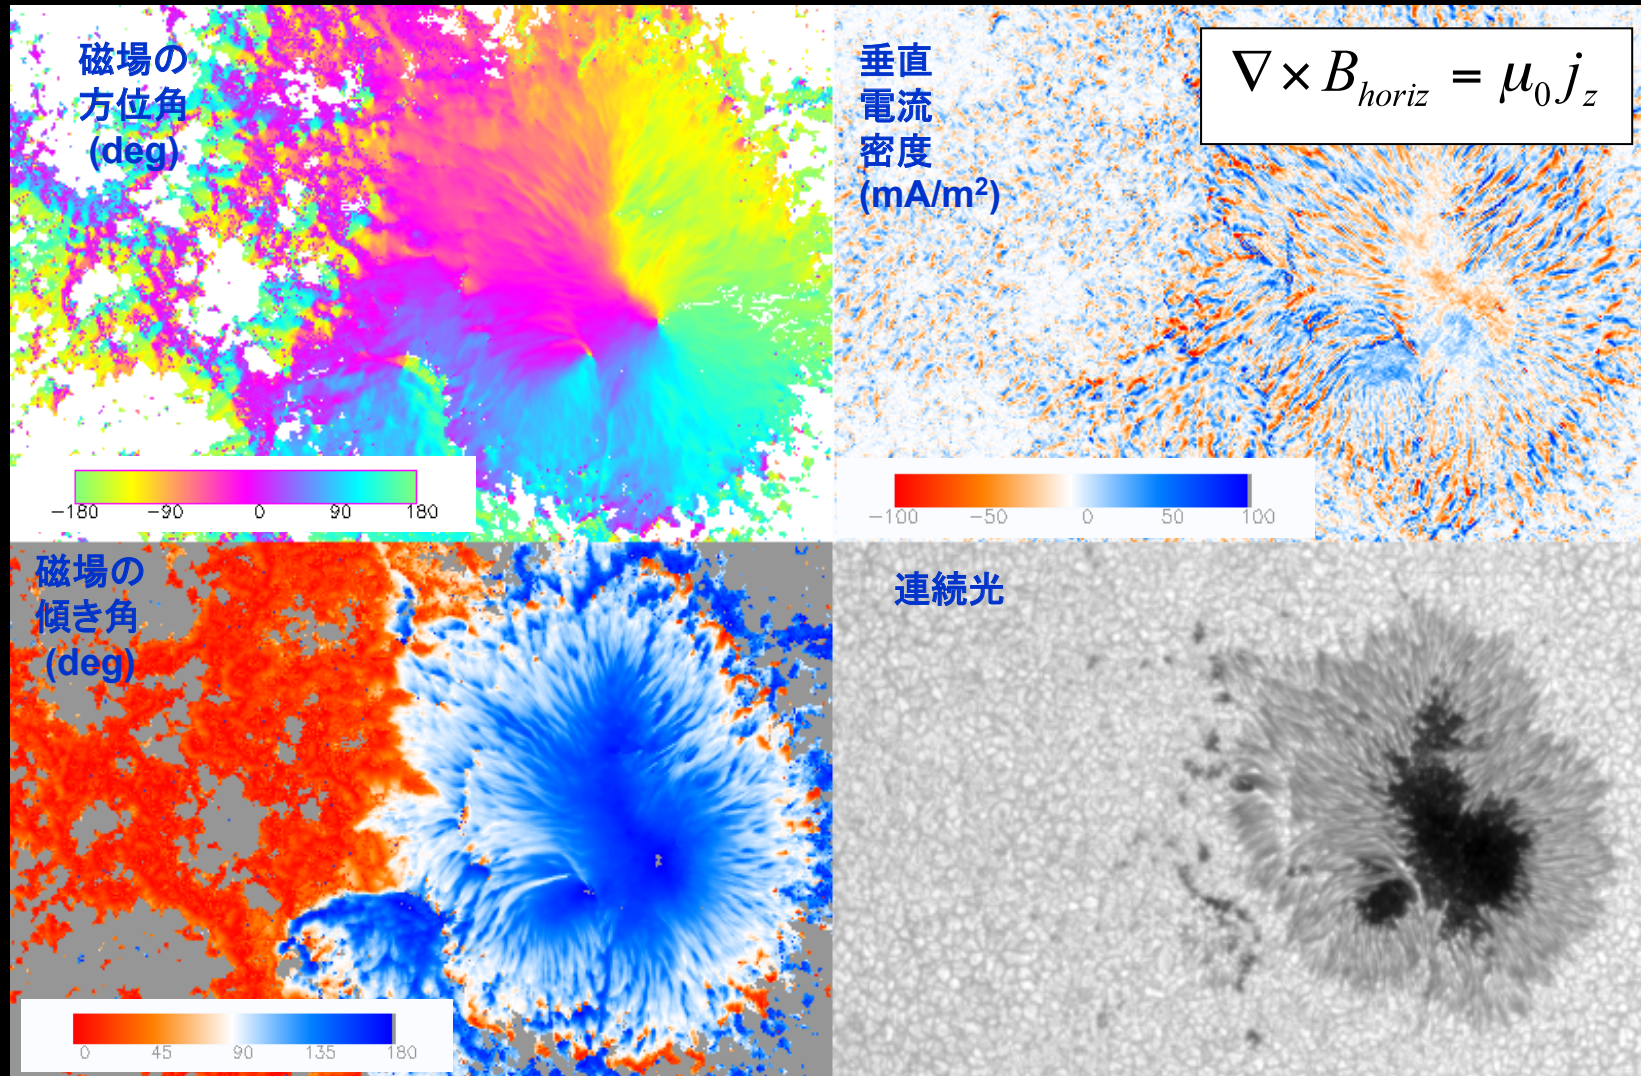 磁場の
方位角
(deg)
−180 −90 0 90 180
垂直
電流
密度
(mA/m²)
∇ × B_horiz = μ₀ j_z
−100 −50 0 50 100
磁場の
傾き角
(deg)
0 45 90 135 180
連続光